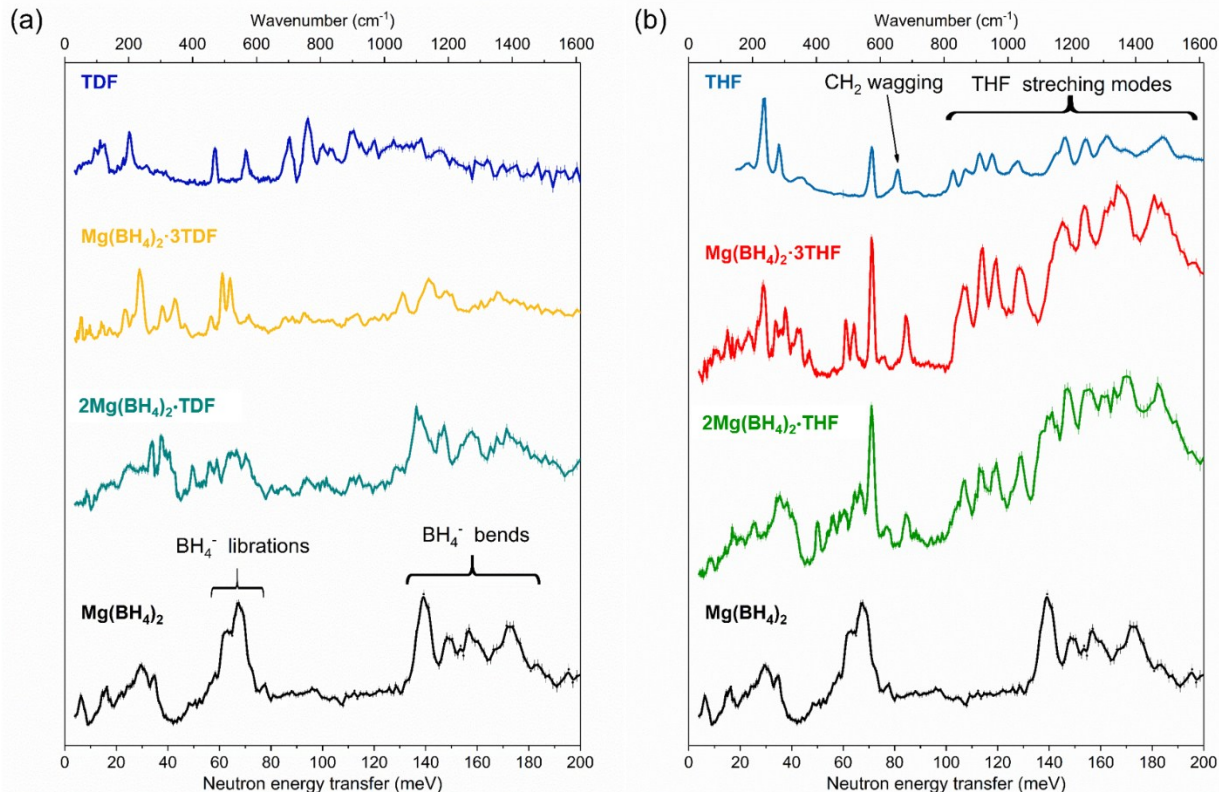 (a)
Wavenumber (cm⁻¹)
0 200 400 600 800 1000 1200 1400 1600
TDF
Mg(BH₄)₂·3TDF
2Mg(BH₄)₂·TDF
BH₄⁻ librations
BH₄⁻ bends
Mg(BH₄)₂
0 20 40 60 80 100 120 140 160 180 200
Neutron energy transfer (meV)
(b)
Wavenumber (cm⁻¹)
0 200 400 600 800 1000 1200 1400 1600
THF
CH₂ wagging
THF streching modes
Mg(BH₄)₂·3THF
2Mg(BH₄)₂·THF
Mg(BH₄)₂
0 20 40 60 80 100 120 140 160 180 200
Neutron energy transfer (meV)